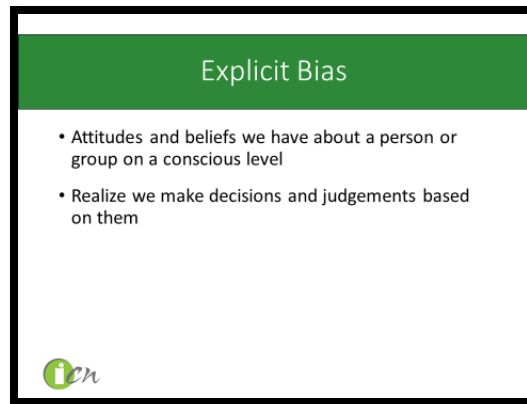 Explicit Bias
• Attitudes and beliefs we have about a person or
group on a conscious level
• Realize we make decisions and judgements based
on them
icn